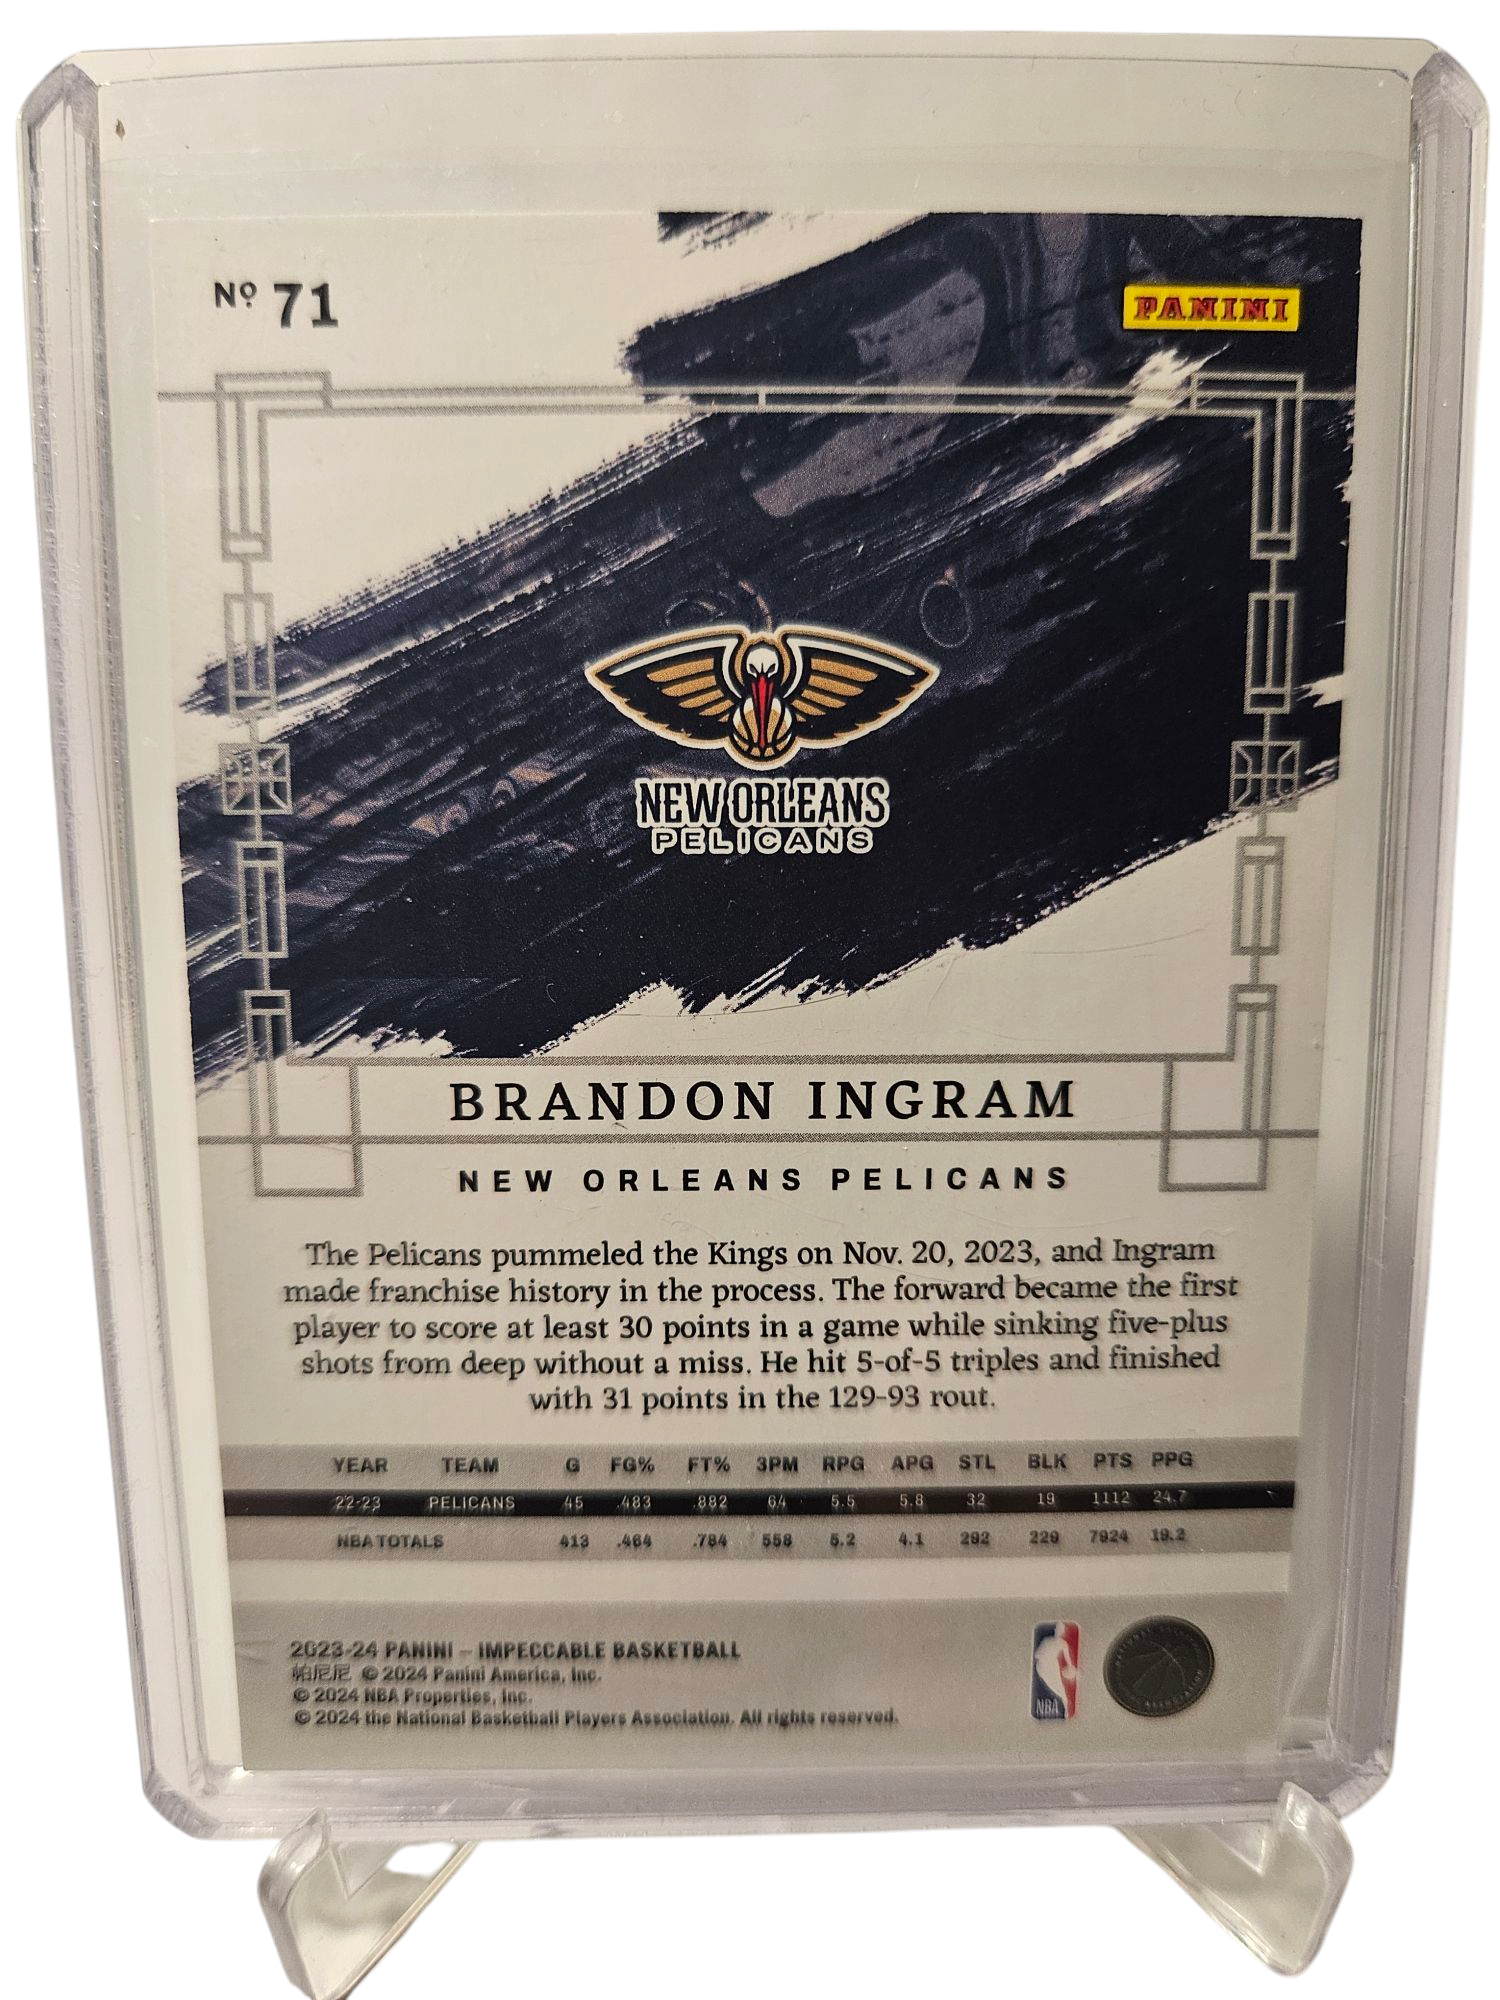 Nº 71
PANINI
NEW ORLEANS
PELICANS
BRANDON INGRAM
NEW ORLEANS PELICANS
The Pelicans pummeled the Kings on Nov. 20, 2023, and Ingram
made franchise history in the process. The forward became the first
player to score at least 30 points in a game while sinking five-plus
shots from deep without a miss. He hit 5-of-5 triples and finished
with 31 points in the 129-93 rout.
YEAR TEAM G FG% FT% 3PM RPG APG STL BLK PTS PPG
22-23 PELICANS 45 .483 .882 64 5.5 5.8 32 19 1112 24.7
NBA TOTALS 413 .464 .784 558 5.2 4.1 292 229 7924 19.2
2023-24 PANINI – IMPECCABLE BASKETBALL
帕尼尼 © 2024 Panini America, Inc.
© 2024 NBA Properties, Inc.
© 2024 the National Basketball Players Association. All rights reserved.
NBA